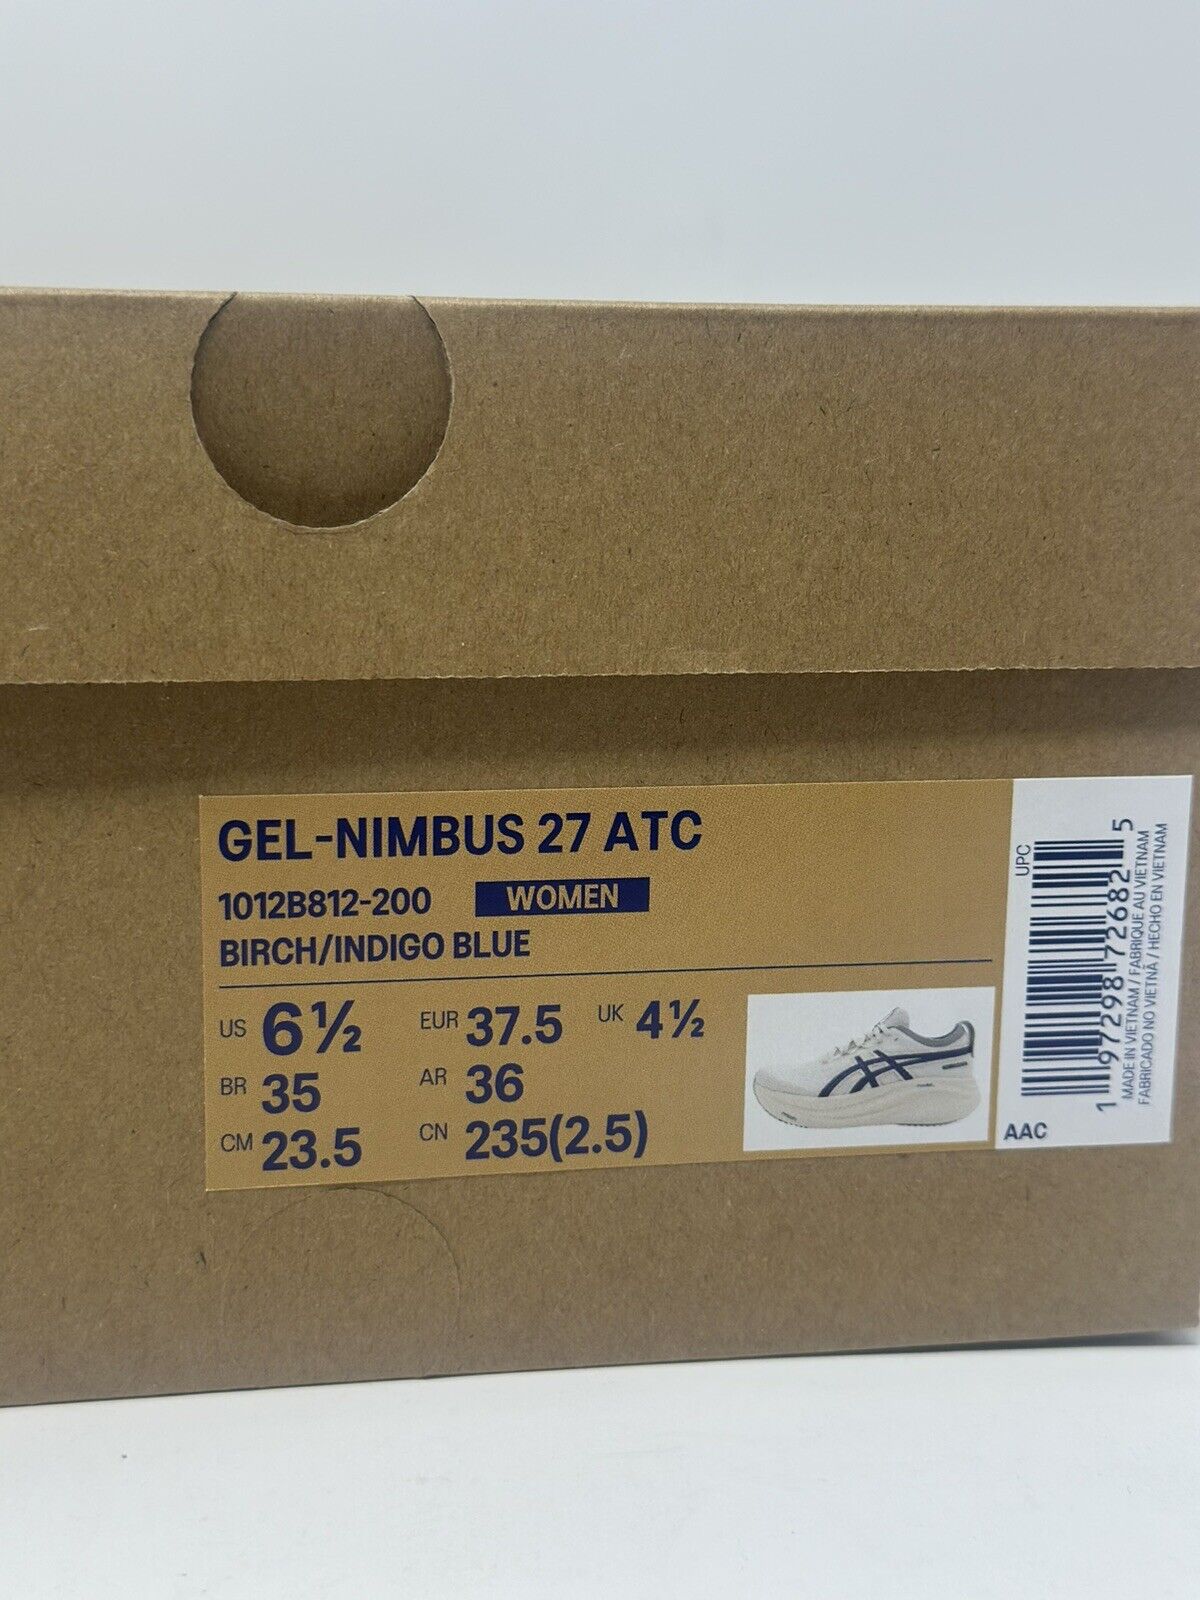 GEL-NIMBUS 27 ATC
1012B812-200 WOMEN
BIRCH/INDIGO BLUE
US 6½ EUR 37.5 UK 4½
BR 35 AR 36
CM 23.5 CN 235(2.5)
UPC
1 97298 72682 5
MADE IN VIETNAM / FABRIQUE AU VIETNAM
FABRICADO NO VIETNÃ / HECHO EN VIETNAM
AAC